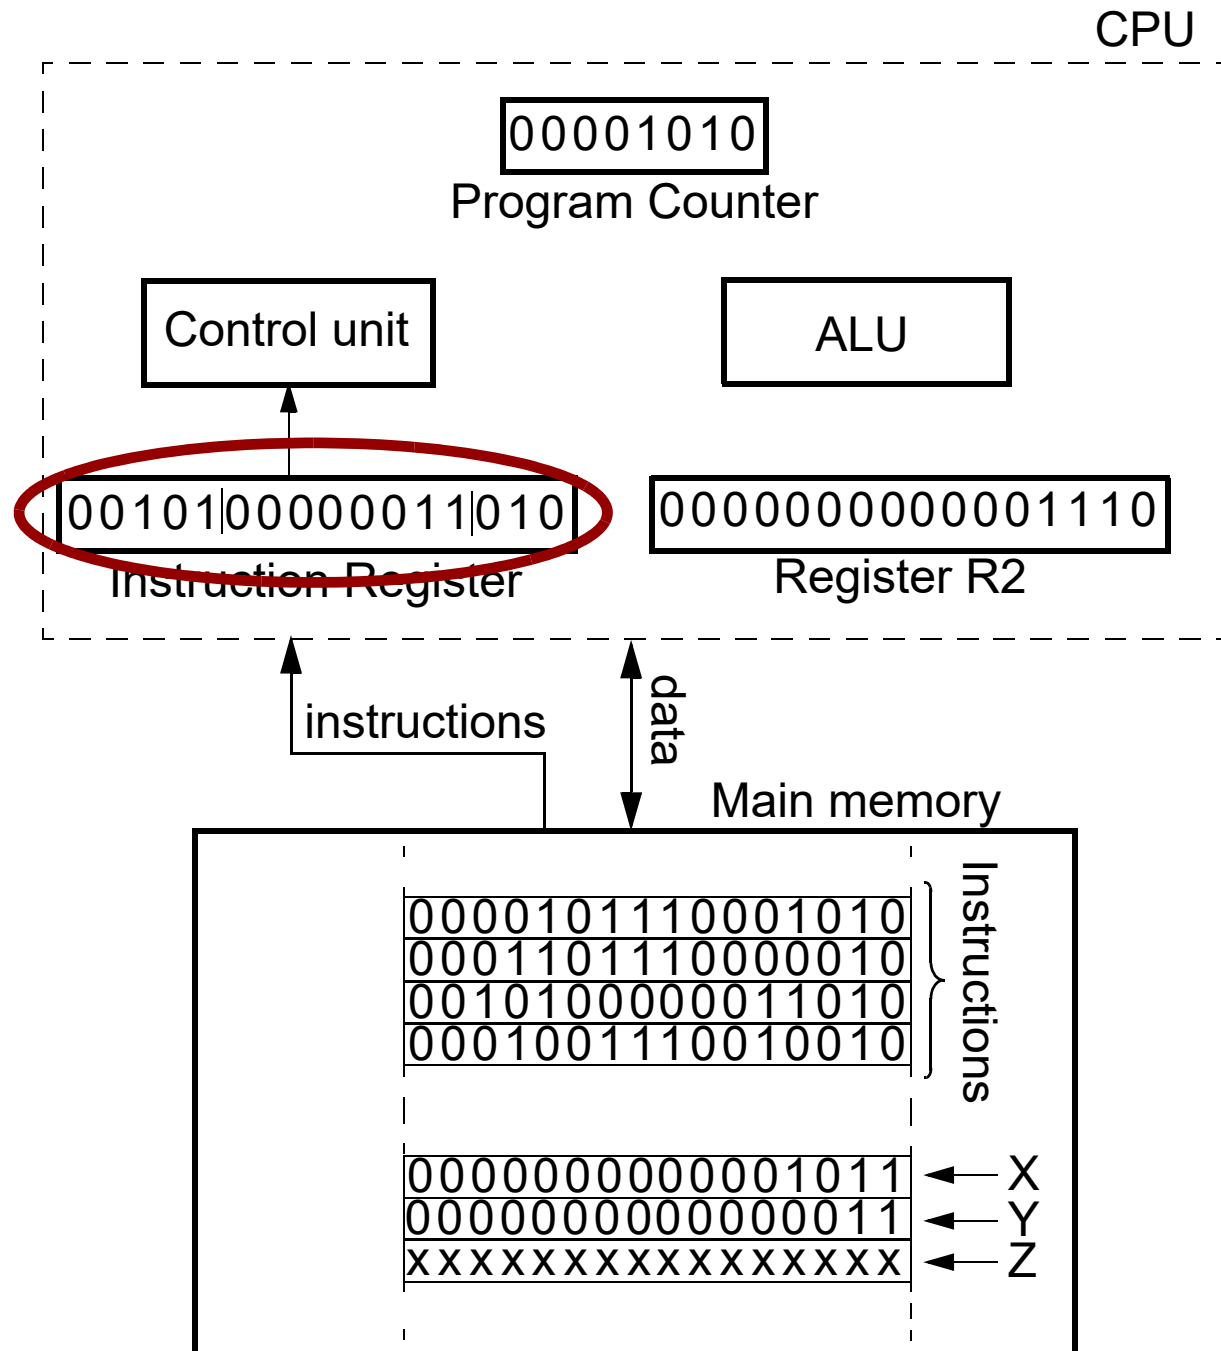 CPU
00001010
Program Counter
Control unit
ALU
00101 00000011 010
0000000000001110
Instruction Register
Register R2
instructions
data
Main memory
0000101110001010
0001101110000010
0010100000011010
0001001110010010
Instructions
0000000000001011
X
0000000000000011
Y
xxxxxxxxxxxxxxxx
Z